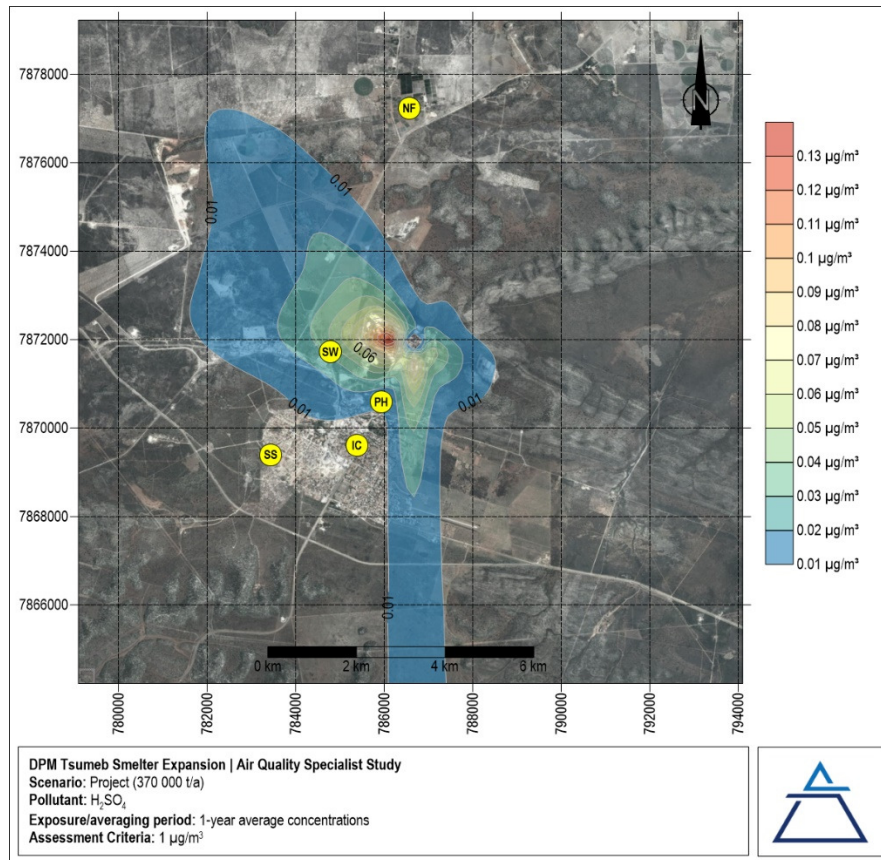 7878000
7876000
7874000
7872000
7870000
7868000
7866000
NF
N
0.01
0.01
SW
0.06
PH
0.01
0.01
IC
SS
0.01
0 km
2 km
4 km
6 km
780000
782000
784000
786000
788000
790000
792000
794000
0.13 µg/m³
0.12 µg/m³
0.11 µg/m³
0.1 µg/m³
0.09 µg/m³
0.08 µg/m³
0.07 µg/m³
0.06 µg/m³
0.05 µg/m³
0.04 µg/m³
0.03 µg/m³
0.02 µg/m³
0.01 µg/m³
DPM Tsumeb Smelter Expansion | Air Quality Specialist Study
Scenario: Project (370 000 t/a)
Pollutant: H₂SO₄
Exposure/averaging period: 1-year average concentrations
Assessment Criteria: 1 µg/m³